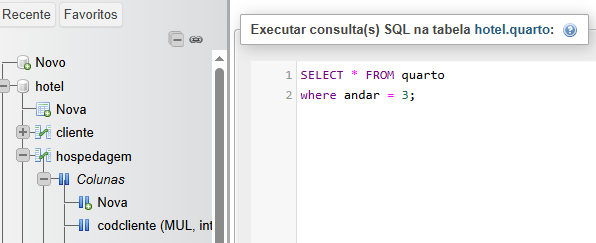 Recente Favoritos
Novo
hotel
Nova
cliente
hospedagem
Colunas
Nova
codcliente (MUL, int
Executar consulta(s) SQL na tabela hotel.quarto:
1 SELECT * FROM quarto
2 where andar = 3;